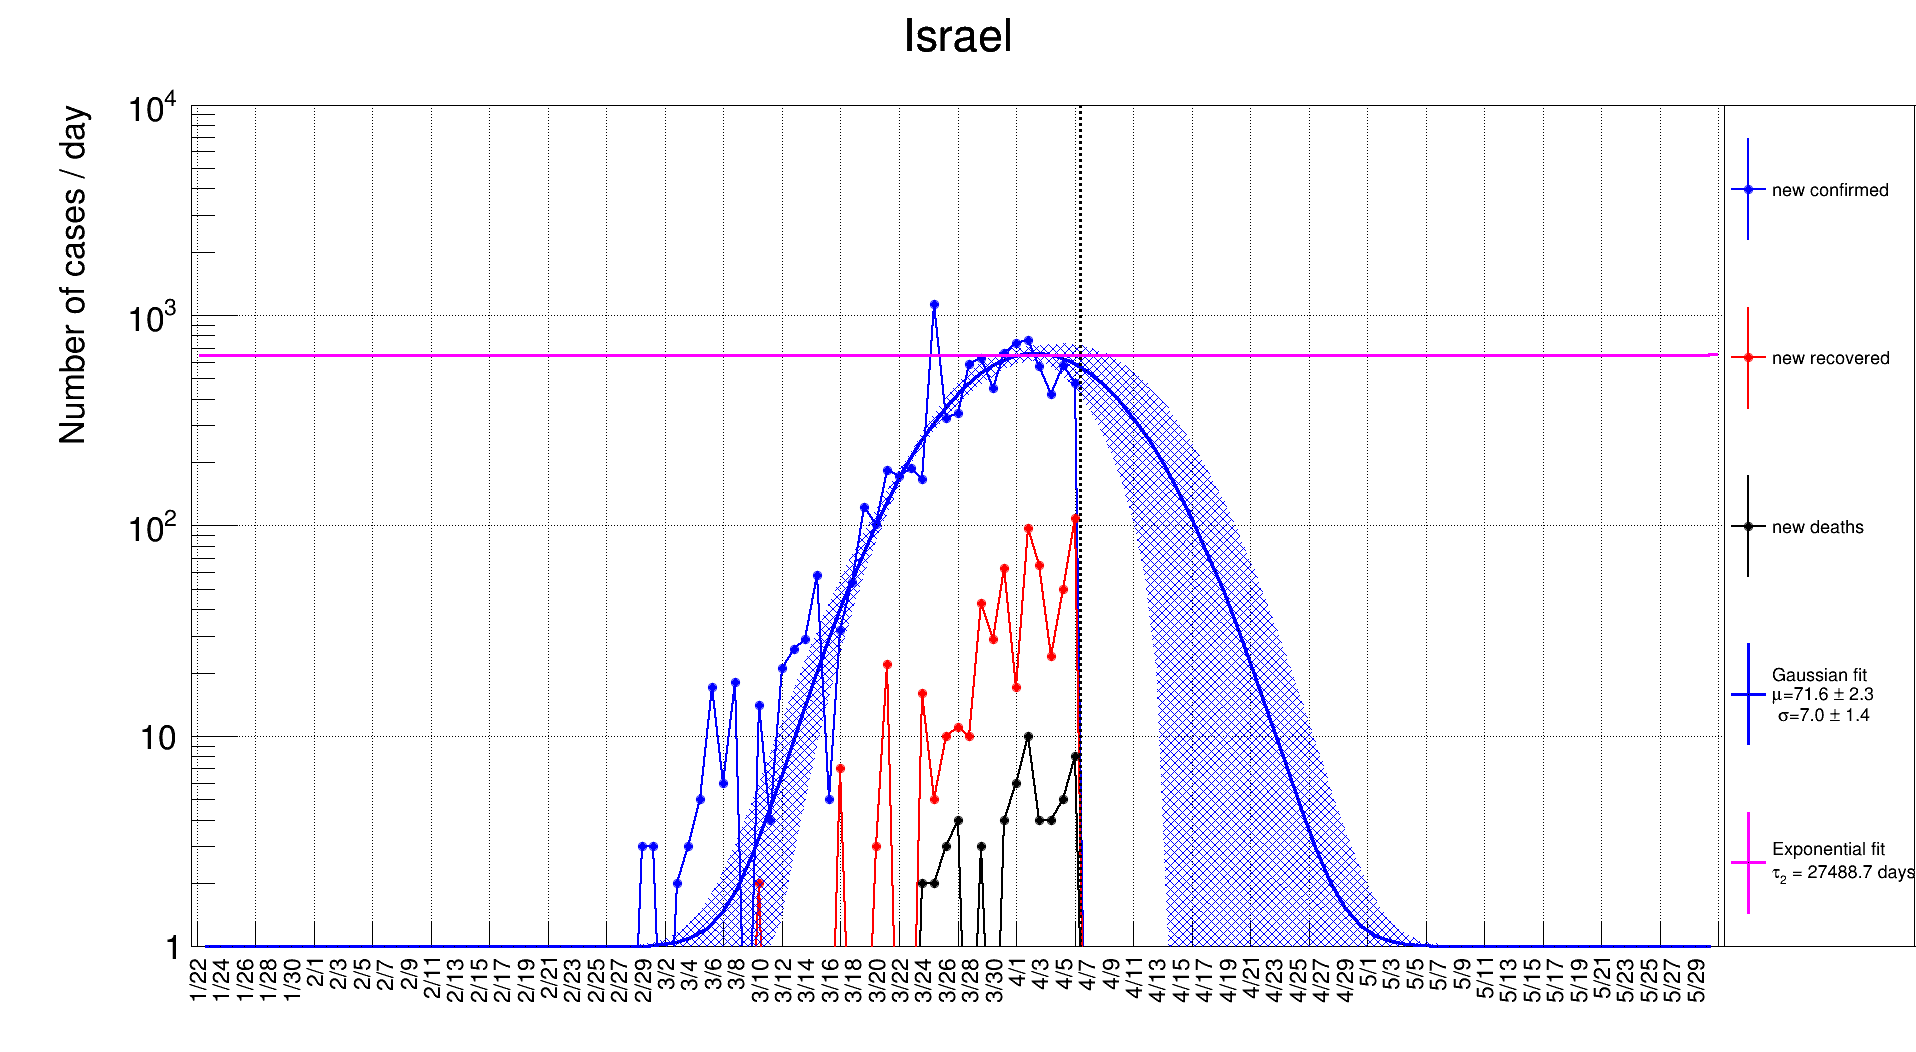 Israel
Number of cases / day
10⁴
10³
10²
10
1
1/22 1/24 1/26 1/28 1/30 2/1 2/3 2/5 2/7 2/9 2/11 2/13 2/15 2/17 2/19 2/21 2/23 2/25 2/27 2/29 3/2 3/4 3/6 3/8 3/10 3/12 3/14 3/16 3/18 3/20 3/22 3/24 3/26 3/28 3/30 4/1 4/3 4/5 4/7 4/9 4/11 4/13 4/15 4/17 4/19 4/21 4/23 4/25 4/27 4/29 5/1 5/3 5/5 5/7 5/9 5/11 5/13 5/15 5/17 5/19 5/21 5/23 5/25 5/27 5/29
new confirmed
new recovered
new deaths
Gaussian fit
μ=71.6 ± 2.3
σ=7.0 ± 1.4
Exponential fit
τ₂ = 27488.7 days